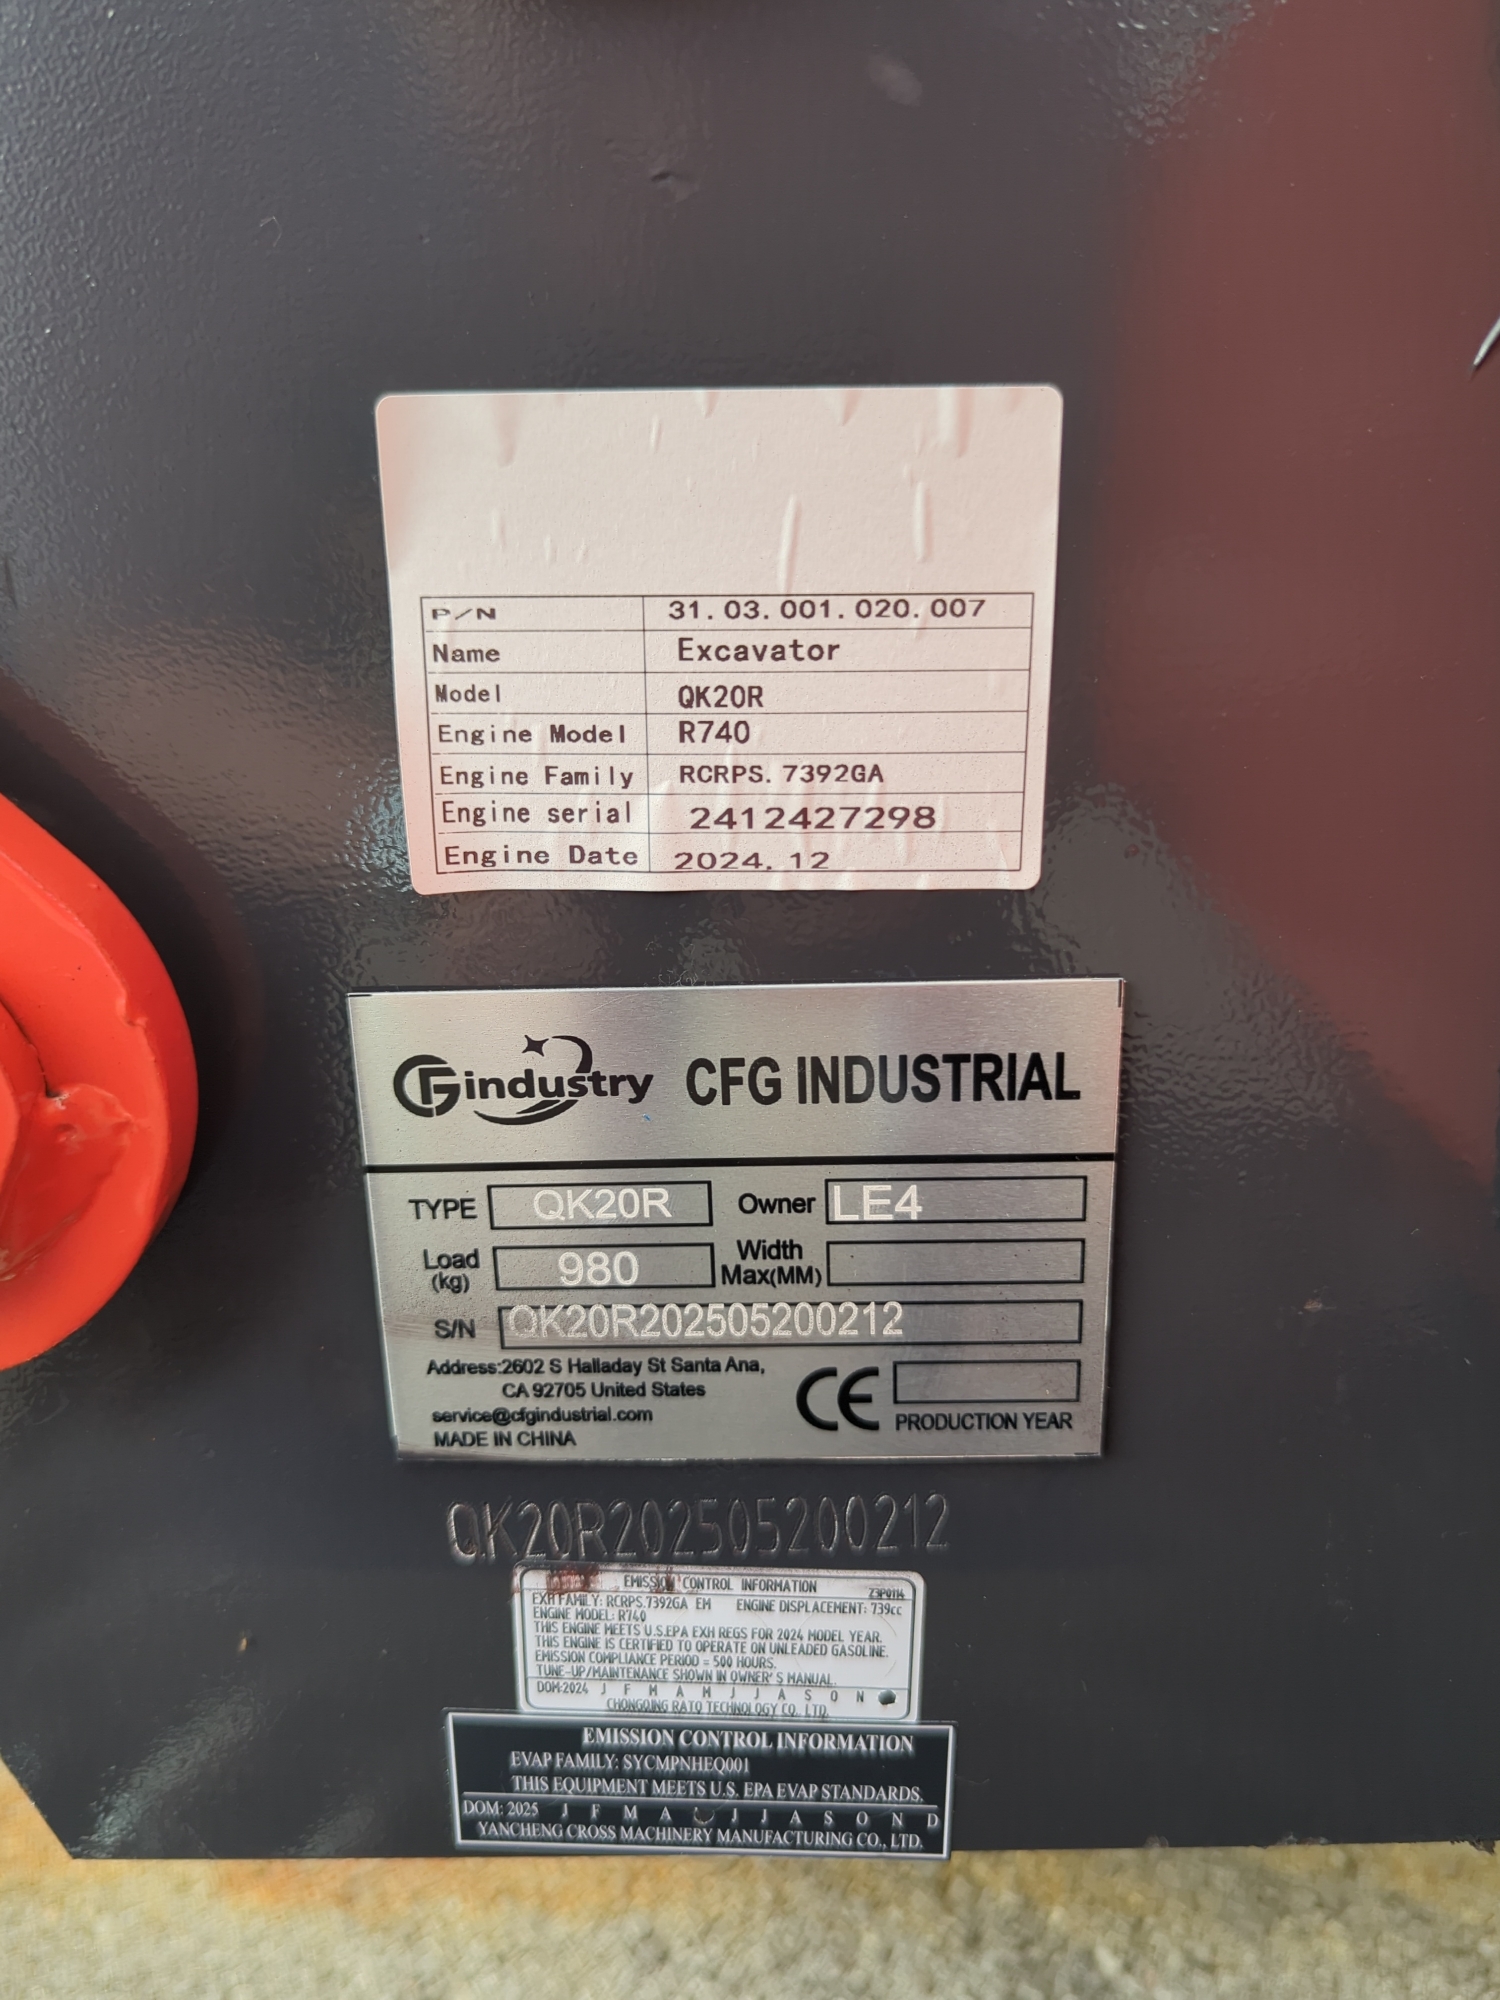 P/N 31.03.001.020.007
Name Excavator
Model QK20R
Engine Model R740
Engine Family RCRPS.7392GA
Engine serial 2412427298
Engine Date 2024.12
CFGindustry CFG INDUSTRIAL
TYPE QK20R Owner LE4
Load (kg) 980 Width Max(MM)
S/N QK20R202505200212
Address:2602 S Halladay St Santa Ana,
CA 92705 United States
service@cfgindustrial.com
MADE IN CHINA
CE PRODUCTION YEAR
QK20R202505200212
EMISSION CONTROL INFORMATION
EXH FAMILY: RCRPS.7392GA EM ENGINE DISPLACEMENT: 739cc
ENGINE MODEL: R740
THIS ENGINE MEETS U.S.EPA EXH REGS FOR 2024 MODEL YEAR.
THIS ENGINE IS CERTIFIED TO OPERATE ON UNLEADED GASOLINE.
EMISSION COMPLIANCE PERIOD = 500 HOURS.
TUNE-UP/MAINTENANCE SHOWN IN OWNER'S MANUAL.
DOM:2024 J F M A M J J A S O N
CHONGQING RATO TECHNOLOGY CO., LTD.
EMISSION CONTROL INFORMATION
EVAP FAMILY: SYCMPNHEQ001
THIS EQUIPMENT MEETS U.S. EPA EVAP STANDARDS.
DOM: 2025 J F M A J J A S O N D
YANCHENG CROSS MACHINERY MANUFACTURING CO., LTD.